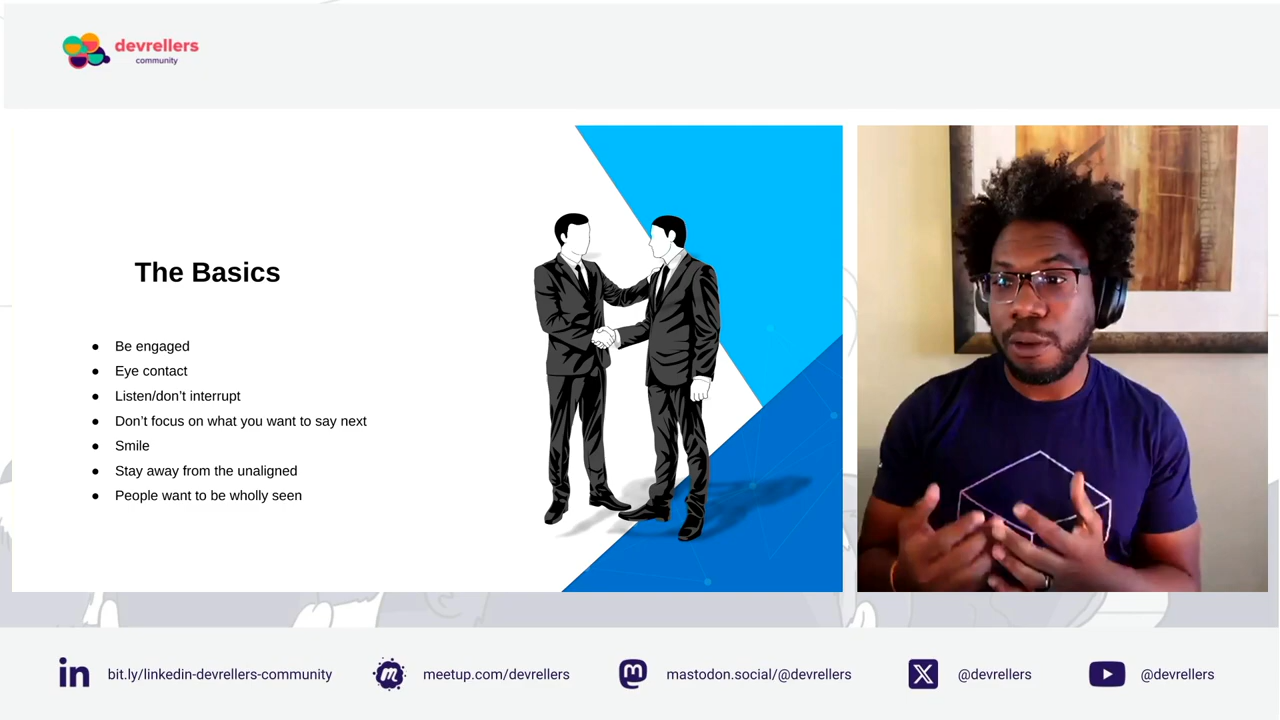 devrellers
community
The Basics
● Be engaged
● Eye contact
● Listen/don’t interrupt
● Don’t focus on what you want to say next
● Smile
● Stay away from the unaligned
● People want to be wholly seen
in bit.ly/linkedin-devrellers-community
m meetup.com/devrellers
m mastodon.social/@devrellers
X @devrellers
@devrellers